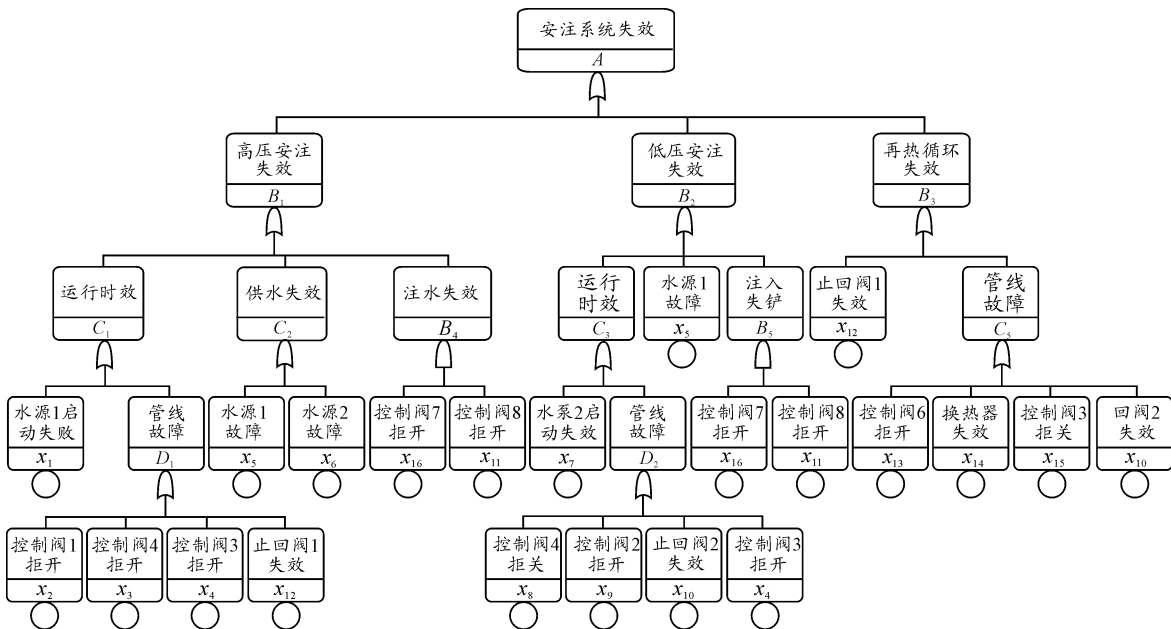 安注系统失效
A
高压安注
失效
B₁
低压安注
失效
B₂
再热循环
失效
B₃
运行时效
C₁
供水失效
C₂
注水失效
B₄
运行
时效
C₃
水源1
故障
x₅
注入
失铲
B₅
止回阀1
失效
x₁₂
管线
故障
C₅
水源1启
动失败
x₁
管线
故障
D₁
水源1
故障
x₅
水源2
故障
x₆
控制阀7
拒开
x₁₆
控制阀8
拒开
x₁₁
水泵2启
动失效
x₇
管线
故障
D₂
控制阀7
拒开
x₁₆
控制阀8
拒开
x₁₁
控制阀6
拒开
x₁₃
换热器
失效
x₁₄
控制阀3
拒关
x₁₅
回阀2
失效
x₁₀
控制阀1
拒开
x₂
控制阀4
拒开
x₃
控制阀3
拒开
x₄
止回阀1
失效
x₁₂
控制阀4
拒关
x₈
控制阀2
拒开
x₉
止回阀2
失效
x₁₀
控制阀3
拒开
x₄